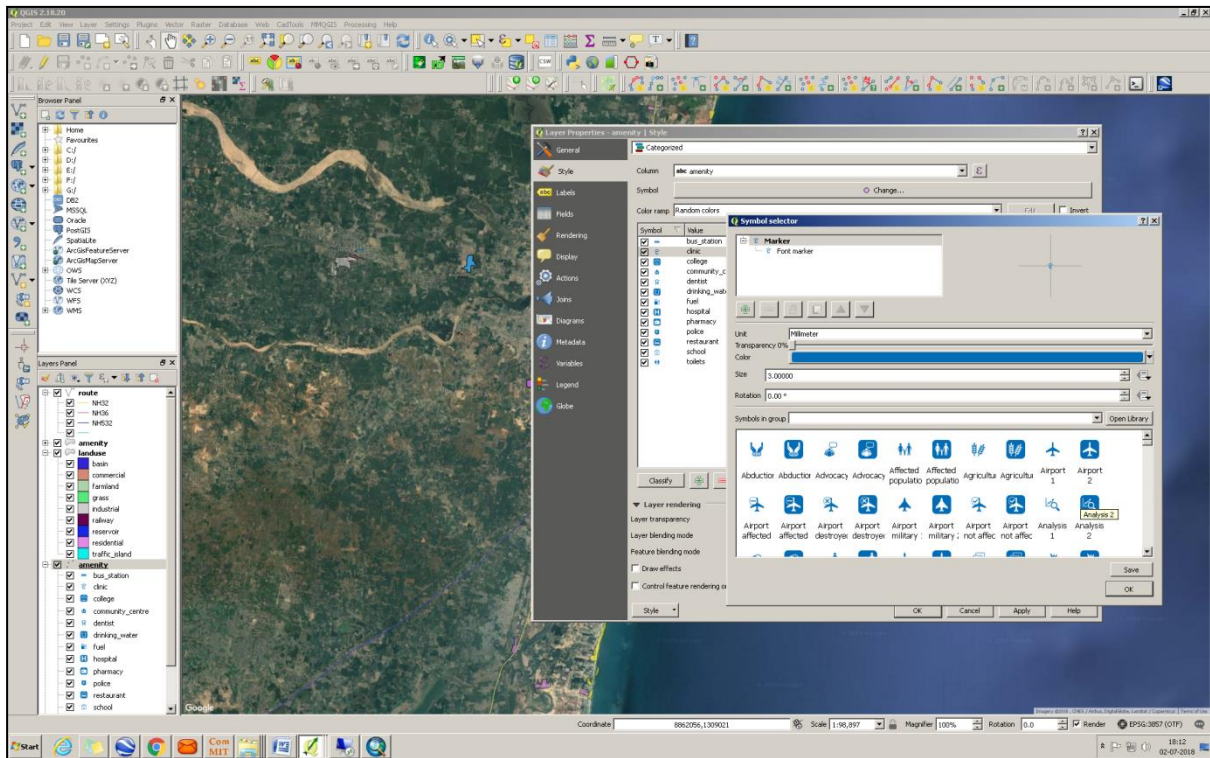 QGIS 2.18.20
Project Edit View Layer Settings Plugins Vector Raster Database Web CadTools MMQGIS Processing Help
CSW
Browser Panel
Home
Favourites
C:/
D:/
E:/
F:/
G:/
DB2
MSSQL
Oracle
PostGIS
SpatiaLite
ArcGisFeatureServer
ArcGisMapServer
OWS
Tile Server (XYZ)
WCS
WFS
WMS
Layers Panel
route
NH32
NH36
NH532
amenity
landuse
basin
commercial
farmland
grass
industrial
railway
reservoir
residential
traffic_island
amenity
bus_station
clinic
college
community_centre
dentist
drinking_water
fuel
hospital
pharmacy
police
restaurant
school
Google
Layer Properties - amenity | Style
General
Style
Labels
Fields
Rendering
Display
Actions
Joins
Diagrams
Metadata
Variables
Legend
Globe
Categorized
Column abc amenity
Symbol Change...
Color ramp Random colors Edit Invert
Symbol Value
bus_station
clinic
college
community_c
dentist
drinking_wat
fuel
hospital
pharmacy
police
restaurant
school
toilets
Classify
Layer rendering
Layer transparency
Layer blending mode
Feature blending mode
Draw effects
Control feature rendering o
Style OK Cancel Apply Help
Symbol selector
Marker
Font marker
Unit Millimeter
Transparency 0%
Color
Size 3.00000
Rotation 0.00 °
Symbols in group Open Library
Abduction Abduction Advocacy Advocacy Affected populatio Affected populatio Agricultu Agricultu Airport 1 Airport 2
Airport affected Airport affected Airport destroyed Airport destroyed Airport military Airport military Airport not affec Airport not affec Analysis 1 Analysis 2
Analysis 2
Save
OK
Coordinate 8862056,1309021 Scale 1:98,897 Magnifier 100% Rotation 0.0 Render EPSG:3857 (OTF)
Start
Com
MIT
18:12
02-07-2018